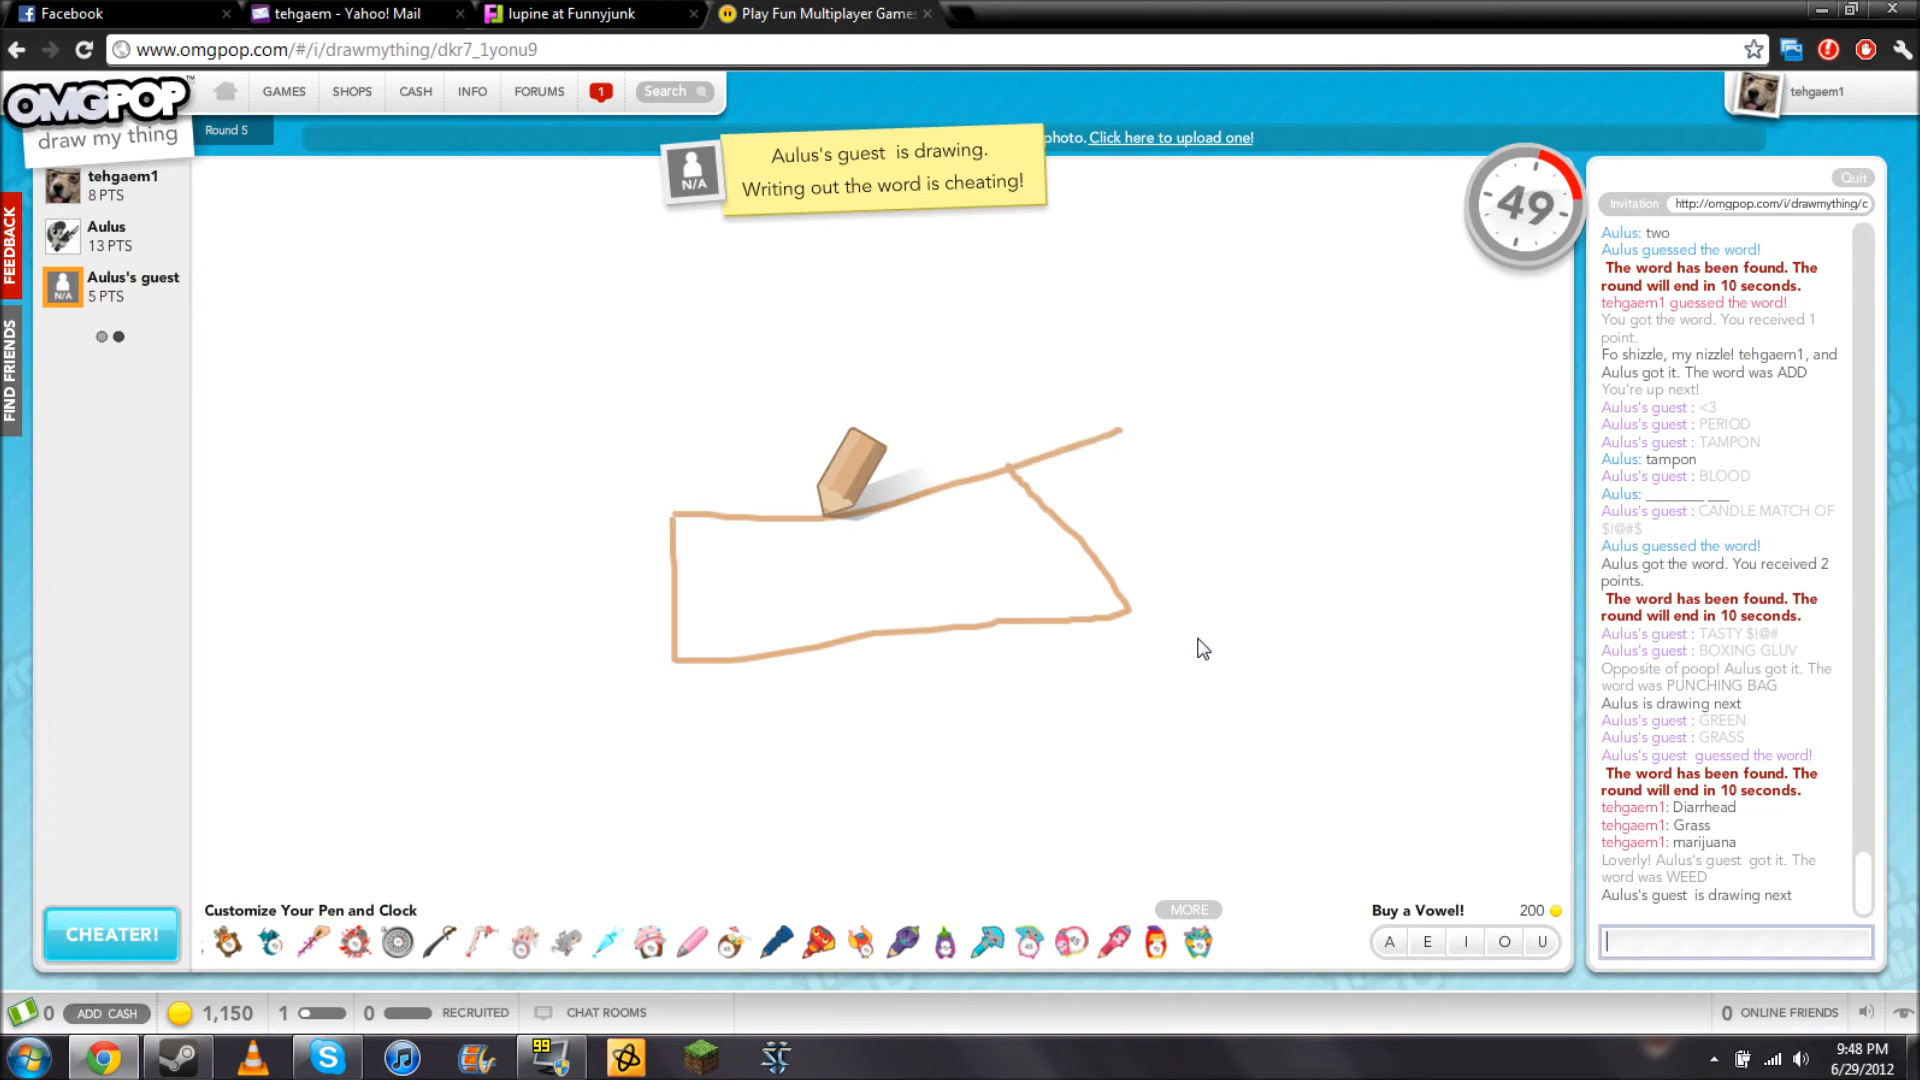 Facebook
tehgaem - Yahoo! Mail
lupine at Funnyjunk
Play Fun Multiplayer Game
www.omgpop.com/#/i/drawmything/dkr7_1yonu9
OMGPOP
draw my thing
GAMES
SHOPS
CASH
INFO
FORUMS
1
Search
tehgaem1
Round 5
photo. Click here to upload one!
N/A
Aulus's guest is drawing.
Writing out the word is cheating!
49
FEEDBACK
FIND FRIENDS
tehgaem1
8 PTS
Aulus
13 PTS
N/A
Aulus's guest
5 PTS
Quit
Invitation http://omgpop.com/i/drawmything/c
Aulus: two
Aulus guessed the word!
The word has been found. The
round will end in 10 seconds.
tehgaem1 guessed the word!
You got the word. You received 1
point.
Fo shizzle, my nizzle! tehgaem1, and
Aulus got it. The word was ADD
You're up next!
Aulus's guest : <3
Aulus's guest : PERIOD
Aulus's guest : TAMPON
Aulus: tampon
Aulus's guest : BLOOD
Aulus: ________ ___
Aulus's guest : CANDLE MATCH OF
$!@#$
Aulus guessed the word!
Aulus got the word. You received 2
points.
The word has been found. The
round will end in 10 seconds.
Aulus's guest : TASTY $!@#
Aulus's guest : BOXING GLUV
Opposite of poop! Aulus got it. The
word was PUNCHING BAG
Aulus is drawing next
Aulus's guest : GREEN
Aulus's guest : GRASS
Aulus's guest guessed the word!
The word has been found. The
round will end in 10 seconds.
tehgaem1: Diarrhead
tehgaem1: Grass
tehgaem1: marijuana
Loverly! Aulus's guest got it. The
word was WEED
Aulus's guest is drawing next
CHEATER!
Customize Your Pen and Clock
MORE
Buy a Vowel!
200
A E I O U
0
ADD CASH
1,150
1
0
RECRUITED
CHAT ROOMS
0 ONLINE FRIENDS
99
9:48 PM
6/29/2012